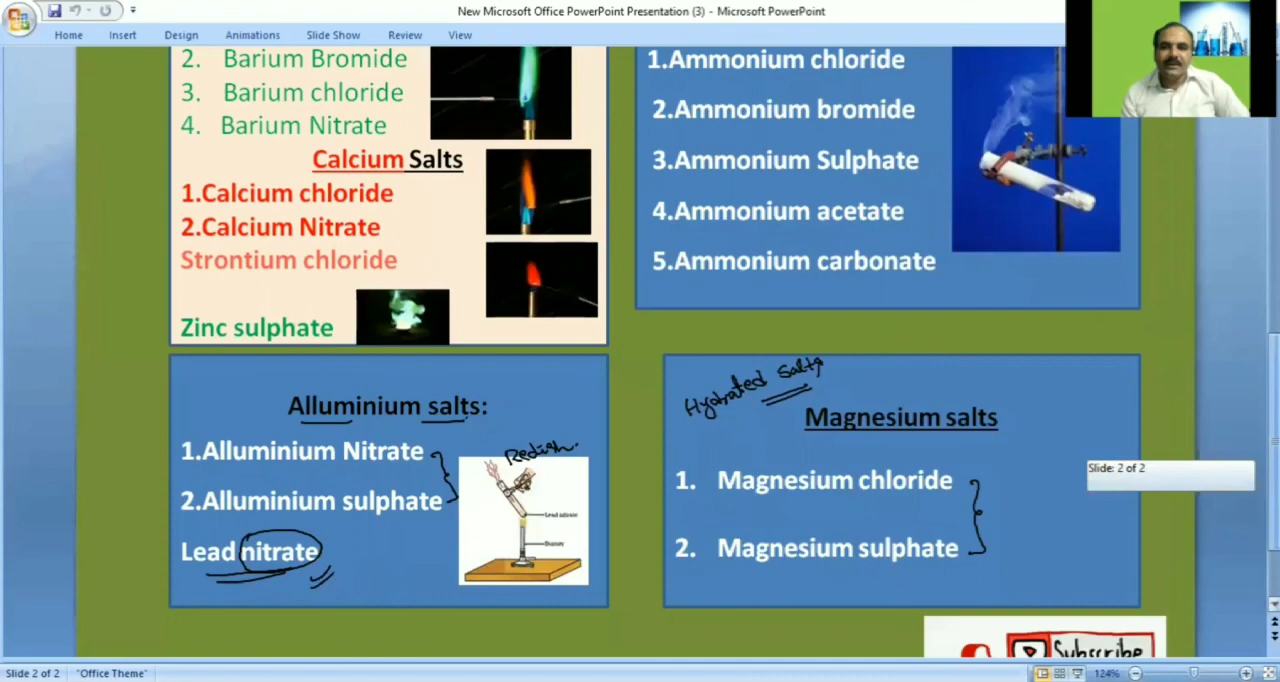 New Microsoft Office PowerPoint Presentation (3) - Microsoft PowerPoint
Home Insert Design Animations Slide Show Review View
2. Barium Bromide
3. Barium chloride
4. Barium Nitrate
Calcium Salts
1.Calcium chloride
2.Calcium Nitrate
Strontium chloride
Zinc sulphate
1.Ammonium chloride
2.Ammonium bromide
3.Ammonium Sulphate
4.Ammonium acetate
5.Ammonium carbonate
Alluminium salts:
1.Alluminium Nitrate
2.Alluminium sulphate
Lead nitrate
Redish.
Lead nitrate
Burner
Hydrated salts
Magnesium salts
1. Magnesium chloride
2. Magnesium sulphate
Slide: 2 of 2
Subscribe
Slide 2 of 2 "Office Theme" 124%